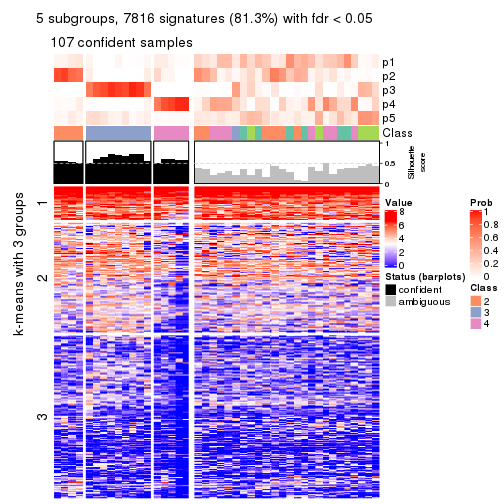 5 subgroups, 7816 signatures (81.3%) with fdr < 0.05
107 confident samples
p1
p2
p3
p4
p5
Class
1
0.5
0
Silhouette
score
k-means with 3 groups
1
2
3
Value
8
6
4
2
0
Status (barplots)
confident
ambiguous
Prob
1
0.8
0.6
0.4
0.2
0
Class
2
3
4